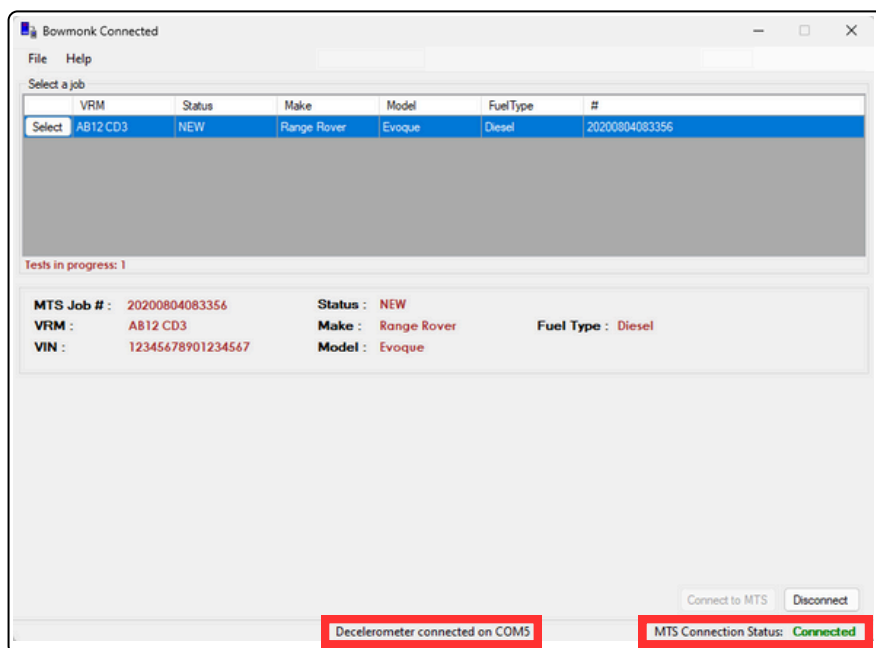 Bowmonk Connected
File Help
Select a job
VRM Status Make Model FuelType #
Select AB12 CD3 NEW Range Rover Evoque Diesel 20200804083356
Tests in progress: 1
MTS Job # : 20200804083356 Status : NEW
VRM : AB12 CD3 Make : Range Rover Fuel Type : Diesel
VIN : 12345678901234567 Model : Evoque
Connect to MTS Disconnect
Decelerometer connected on COM5 MTS Connection Status: Connected